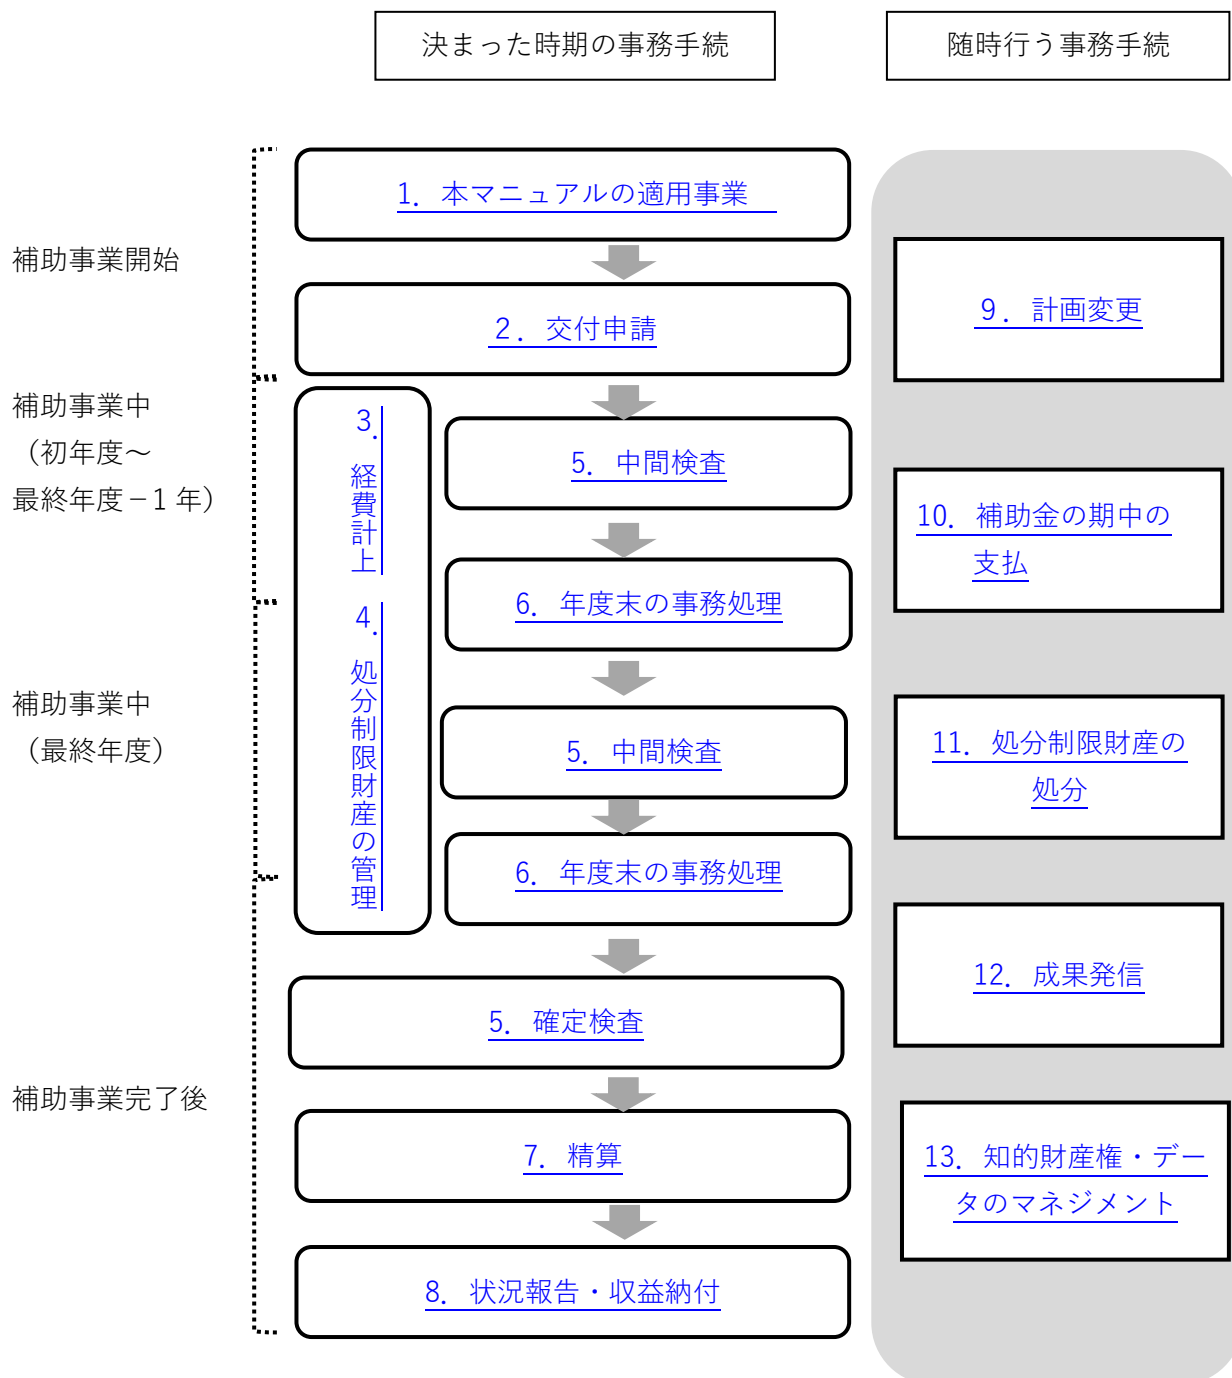 決まった時期の事務手続
随時行う事務手続
補助事業開始
1．本マニュアルの適用事業
２．交付申請
補助事業中
（初年度～
最終年度－1 年）
3．経費計上
4．処分制限財産の管理
5．中間検査
6．年度末の事務処理
補助事業中
（最終年度）
5．中間検査
6．年度末の事務処理
補助事業完了後
5．確定検査
7．精算
8．状況報告・収益納付
９．計画変更
10．補助金の期中の
支払
11．処分制限財産の
処分
12．成果発信
13．知的財産権・デー
タのマネジメント